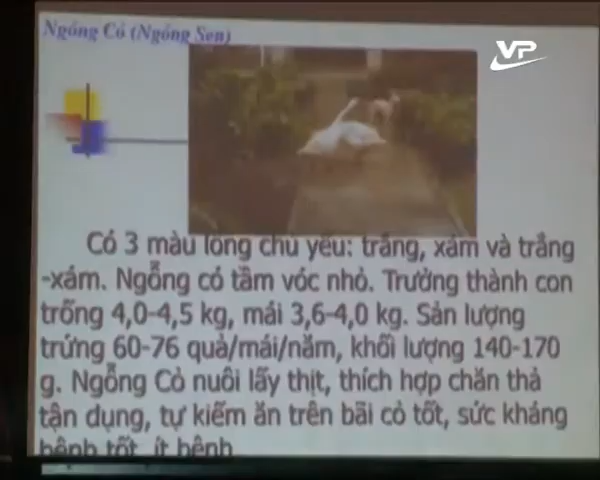 Ngỗng Cỏ (Ngỗng Sen)
VP
Có 3 màu lông chủ yếu: trắng, xám và trắng
-xám. Ngỗng có tầm vóc nhỏ. Trưởng thành con
trống 4,0-4,5 kg, mái 3,6-4,0 kg. Sản lượng
trứng 60-76 quả/mái/năm, khối lượng 140-170
g. Ngỗng Cỏ nuôi lấy thịt, thích hợp chăn thả
tận dụng, tự kiếm ăn trên bãi cỏ tốt, sức kháng
bệnh tốt, ít bệnh